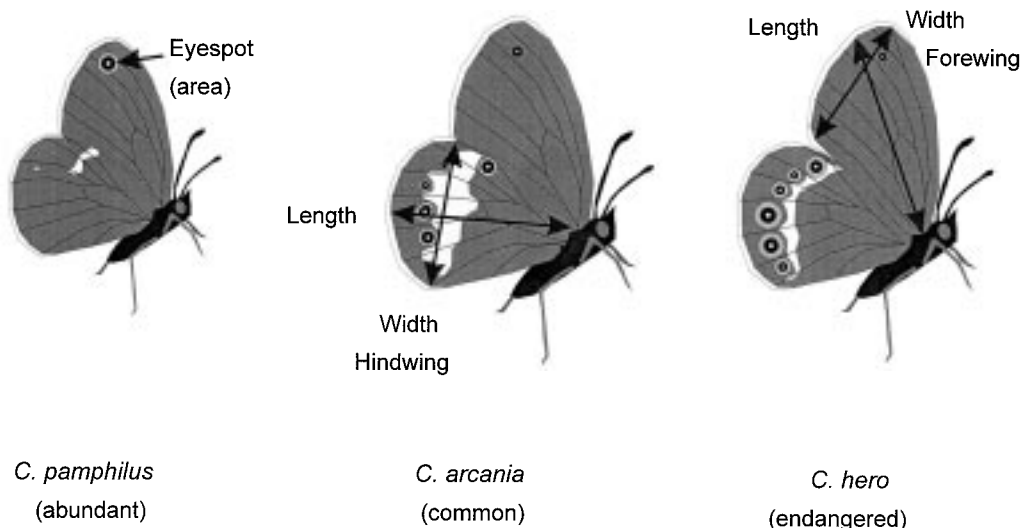 Eyespot
(area)
Length
Width
Hindwing
Length
Width
Forewing
C. pamphilus
(abundant)
C. arcania
(common)
C. hero
(endangered)